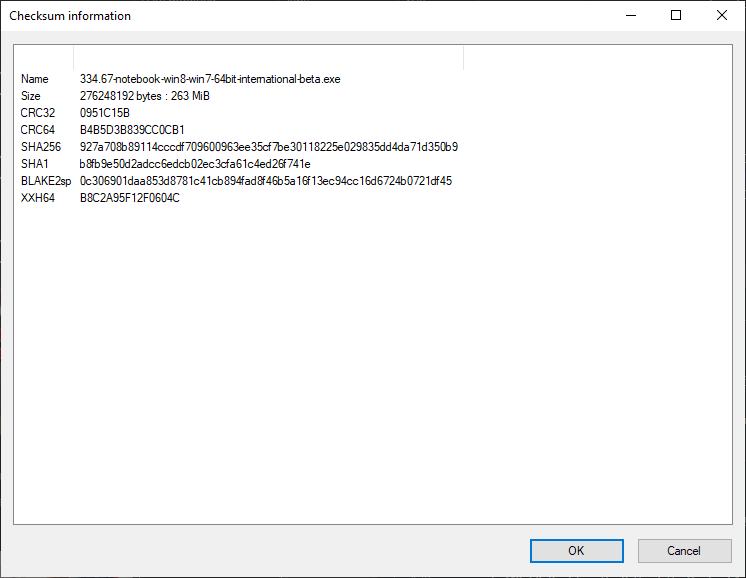 Checksum information
Name 334.67-notebook-win8-win7-64bit-international-beta.exe
Size 276248192 bytes : 263 MiB
CRC32 0951C15B
CRC64 B4B5D3B839CC0CB1
SHA256 927a708b89114cccdf709600963ee35cf7be30118225e029835dd4da71d350b9
SHA1 b8fb9e50d2adcc6edcb02ec3cfa61c4ed26f741e
BLAKE2sp 0c306901daa853d8781c41cb894fad8f46b5a16f13ec94cc16d6724b0721df45
XXH64 B8C2A95F12F0604C
OK Cancel